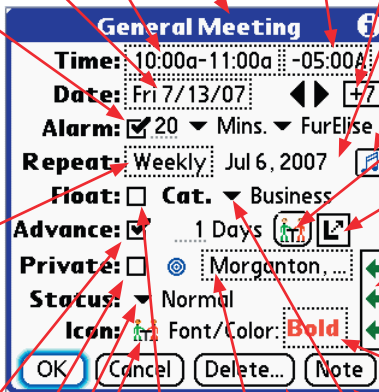 General Meeting
Time: 10:00a-11:00a -05:00A
Date: Fri 7/13/07 +7
Alarm: 20 Mins. FurElise
Repeat: Weekly Jul 6, 2007
Float: Cat. Business
Advance: 1 Days
Private: Morganton, ...
Status: Normal
Icon: Font/Color: Bold
OK Cancel Delete... Note